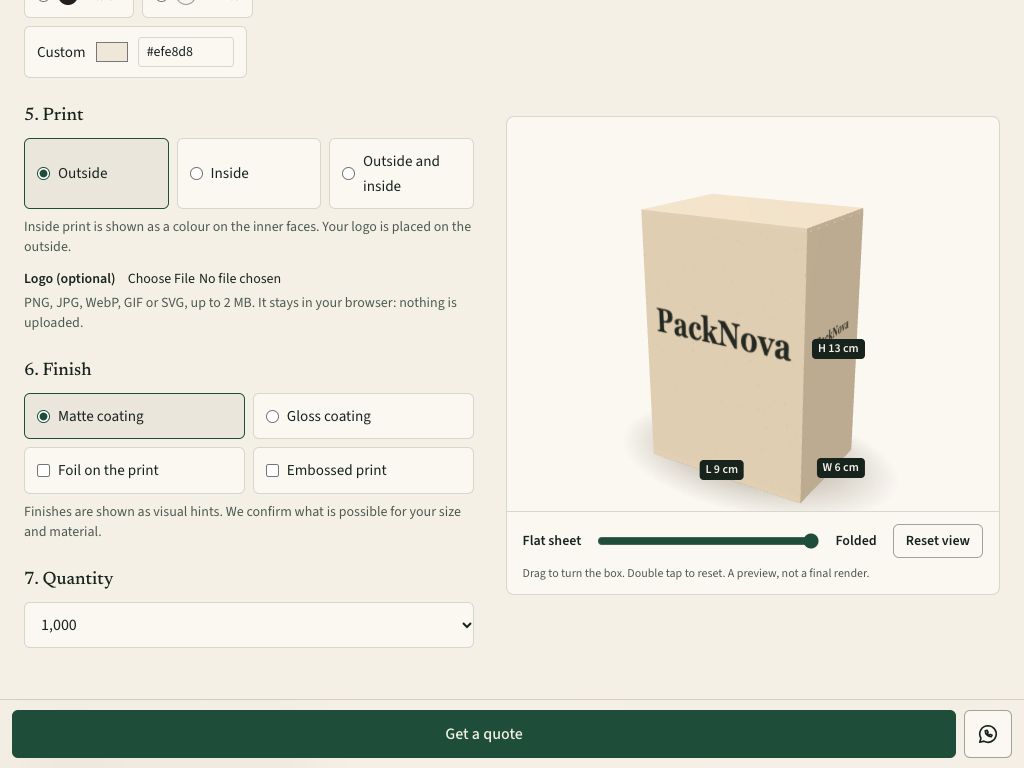 Custom
#efe8d8
5. Print
Outside
Inside
Outside and
inside
Inside print is shown as a colour on the inner faces. Your logo is placed on the
outside.
Logo (optional) Choose File No file chosen
PNG, JPG, WebP, GIF or SVG, up to 2 MB. It stays in your browser: nothing is
uploaded.
6. Finish
Matte coating
Gloss coating
Foil on the print
Embossed print
Finishes are shown as visual hints. We confirm what is possible for your size
and material.
7. Quantity
1,000
PackNova
PackNova
H 13 cm
L 9 cm
W 6 cm
Flat sheet
Folded
Reset view
Drag to turn the box. Double tap to reset. A preview, not a final render.
Get a quote